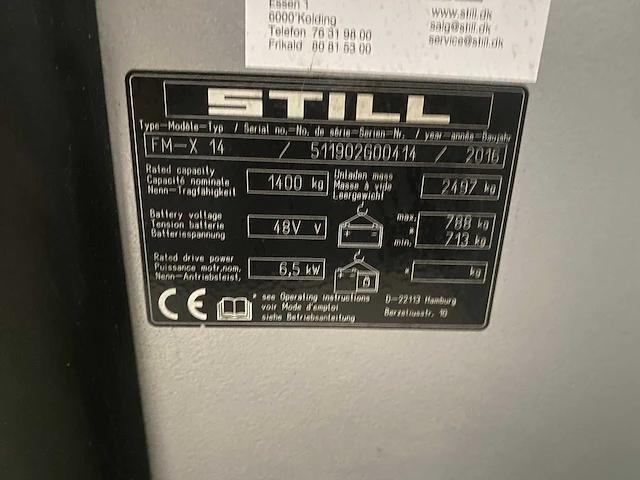 Essen 1
6000 Kolding
Telefon 76 31 98 00
Frikald 80 81 53 00
www.still.dk
salg@still.dk
service@still.dk
STILL
Type-Modèle-Typ / Serial no.-No. de série-Serien-Nr. / year-année-Baujahr
FM-X 14 / 511902G00414 / 2016
Rated capacity
Capacité nominale
Nenn-Tragfähigkeit
1400 kg
Unladen mass
Masse à vide
Leergewicht
2497 kg
Battery voltage
Tension batterie
Batteriespannung
48V V
max. 788 kg
*
min. 713 kg
Rated drive power
Puissance motr.nom.
Nenn-Antriebsleist.
6,5 kW
* kg
CE
* see Operating instructions
voir Mode d'emploi
siehe Betriebsanleitung
D-22113 Hamburg
Berzeliusstr. 10